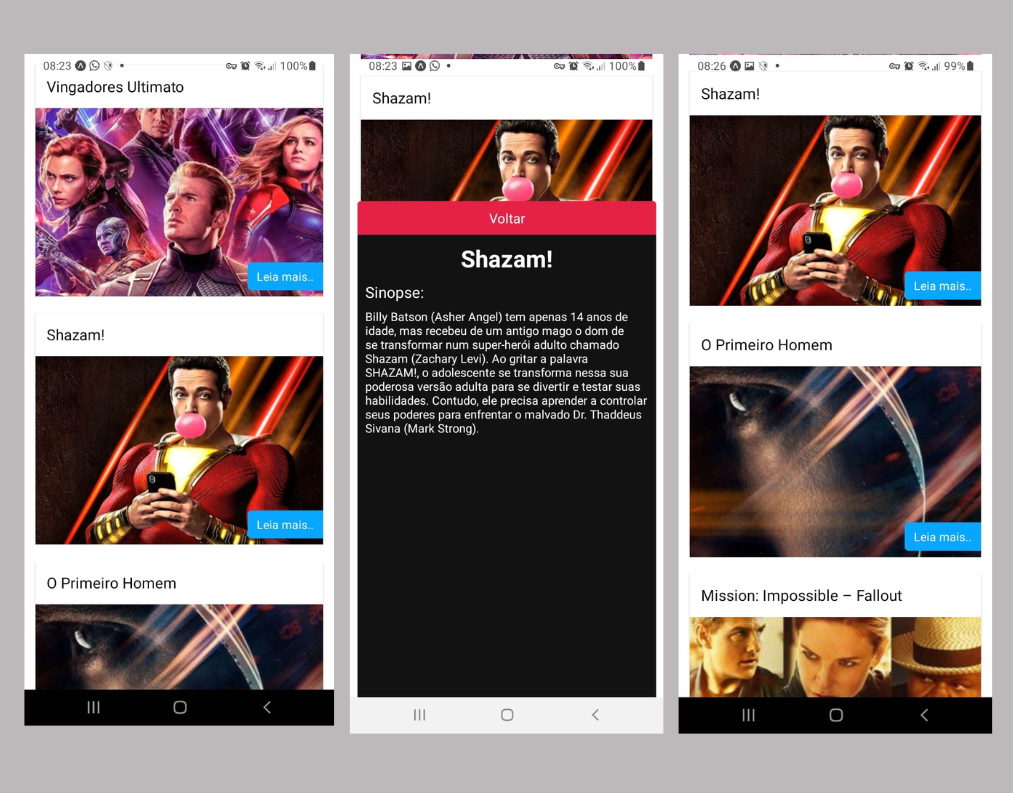 08:23
100%
Vingadores Ultimato
Leia mais..
Shazam!
Leia mais..
O Primeiro Homem
08:23
100%
Shazam!
Voltar
Shazam!
Sinopse:
Billy Batson (Asher Angel) tem apenas 14 anos de
idade, mas recebeu de um antigo mago o dom de
se transformar num super-herói adulto chamado
Shazam (Zachary Levi). Ao gritar a palavra
SHAZAM!, o adolescente se transforma nessa sua
poderosa versão adulta para se divertir e testar suas
habilidades. Contudo, ele precisa aprender a controlar
seus poderes para enfrentar o malvado Dr. Thaddeus
Sivana (Mark Strong).
08:26
99%
Shazam!
Leia mais..
O Primeiro Homem
Leia mais..
Mission: Impossible – Fallout